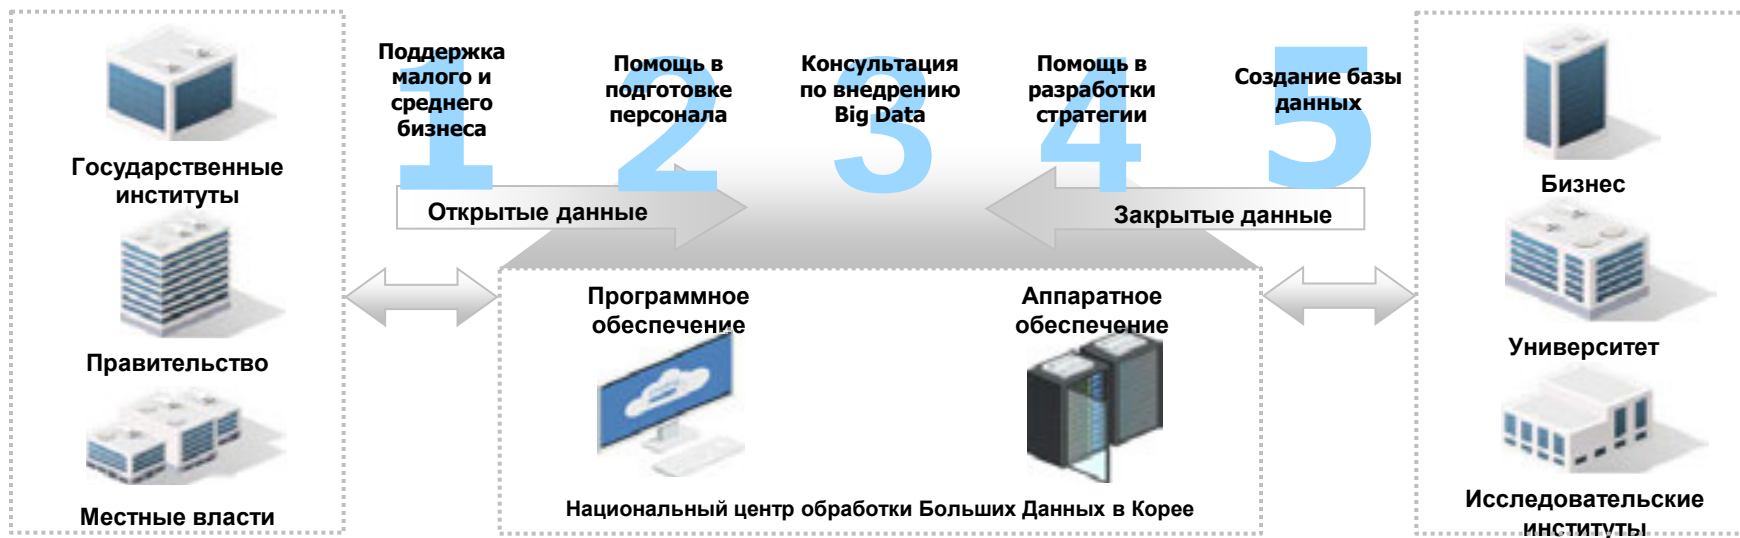 Государственные
институты
Правительство
Местные власти
1
Поддержка
малого и
среднего
бизнеса
2
Помощь в
подготовке
персонала
3
Консультация
по внедрению
Big Data
4
Помощь в
разработки
стратегии
5
Создание базы
данных
Открытые данные
Закрытые данные
Программное
обеспечение
Аппаратное
обеспечение
Национальный центр обработки Больших Данных в Корее
Бизнес
Университет
Исследовательские
институты